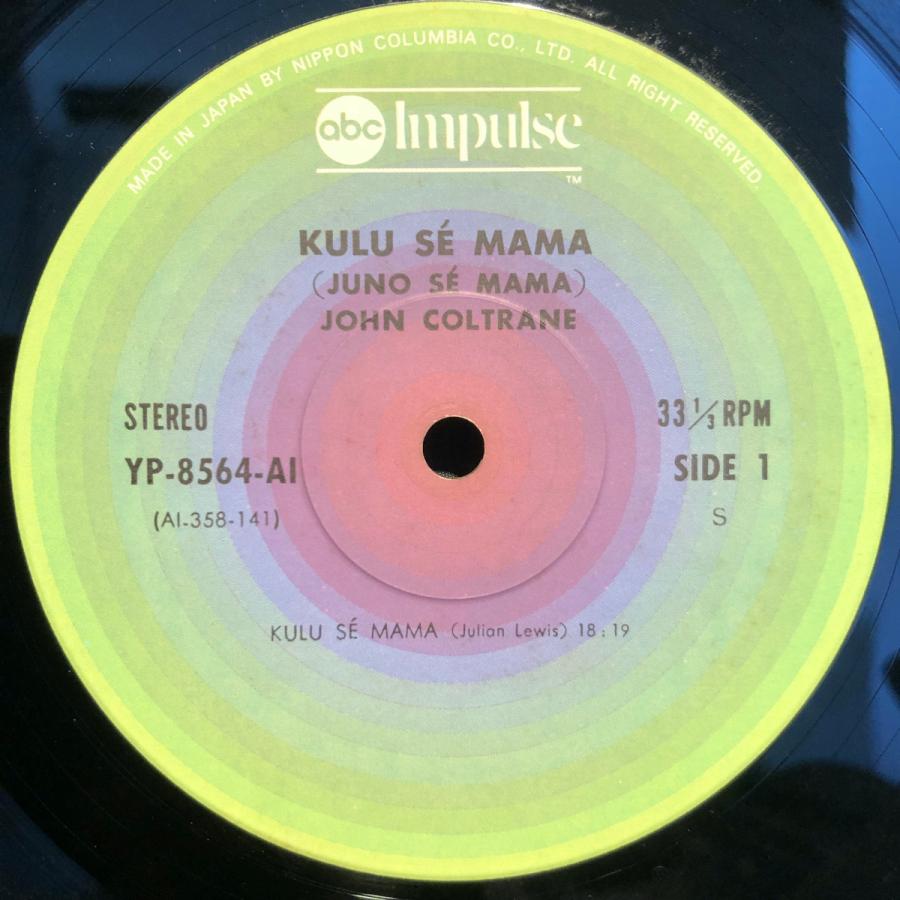 MADE IN JAPAN BY NIPPON COLUMBIA CO., LTD. ALL RIGHT RESERVED.
abc Impulse
TM
KULU SÉ MAMA
(JUNO SÉ MAMA)
JOHN COLTRANE
STEREO 33 1/3 RPM
YP-8564-AI SIDE 1
(AI-358-141) S
KULU SÉ MAMA (Julian Lewis) 18:19